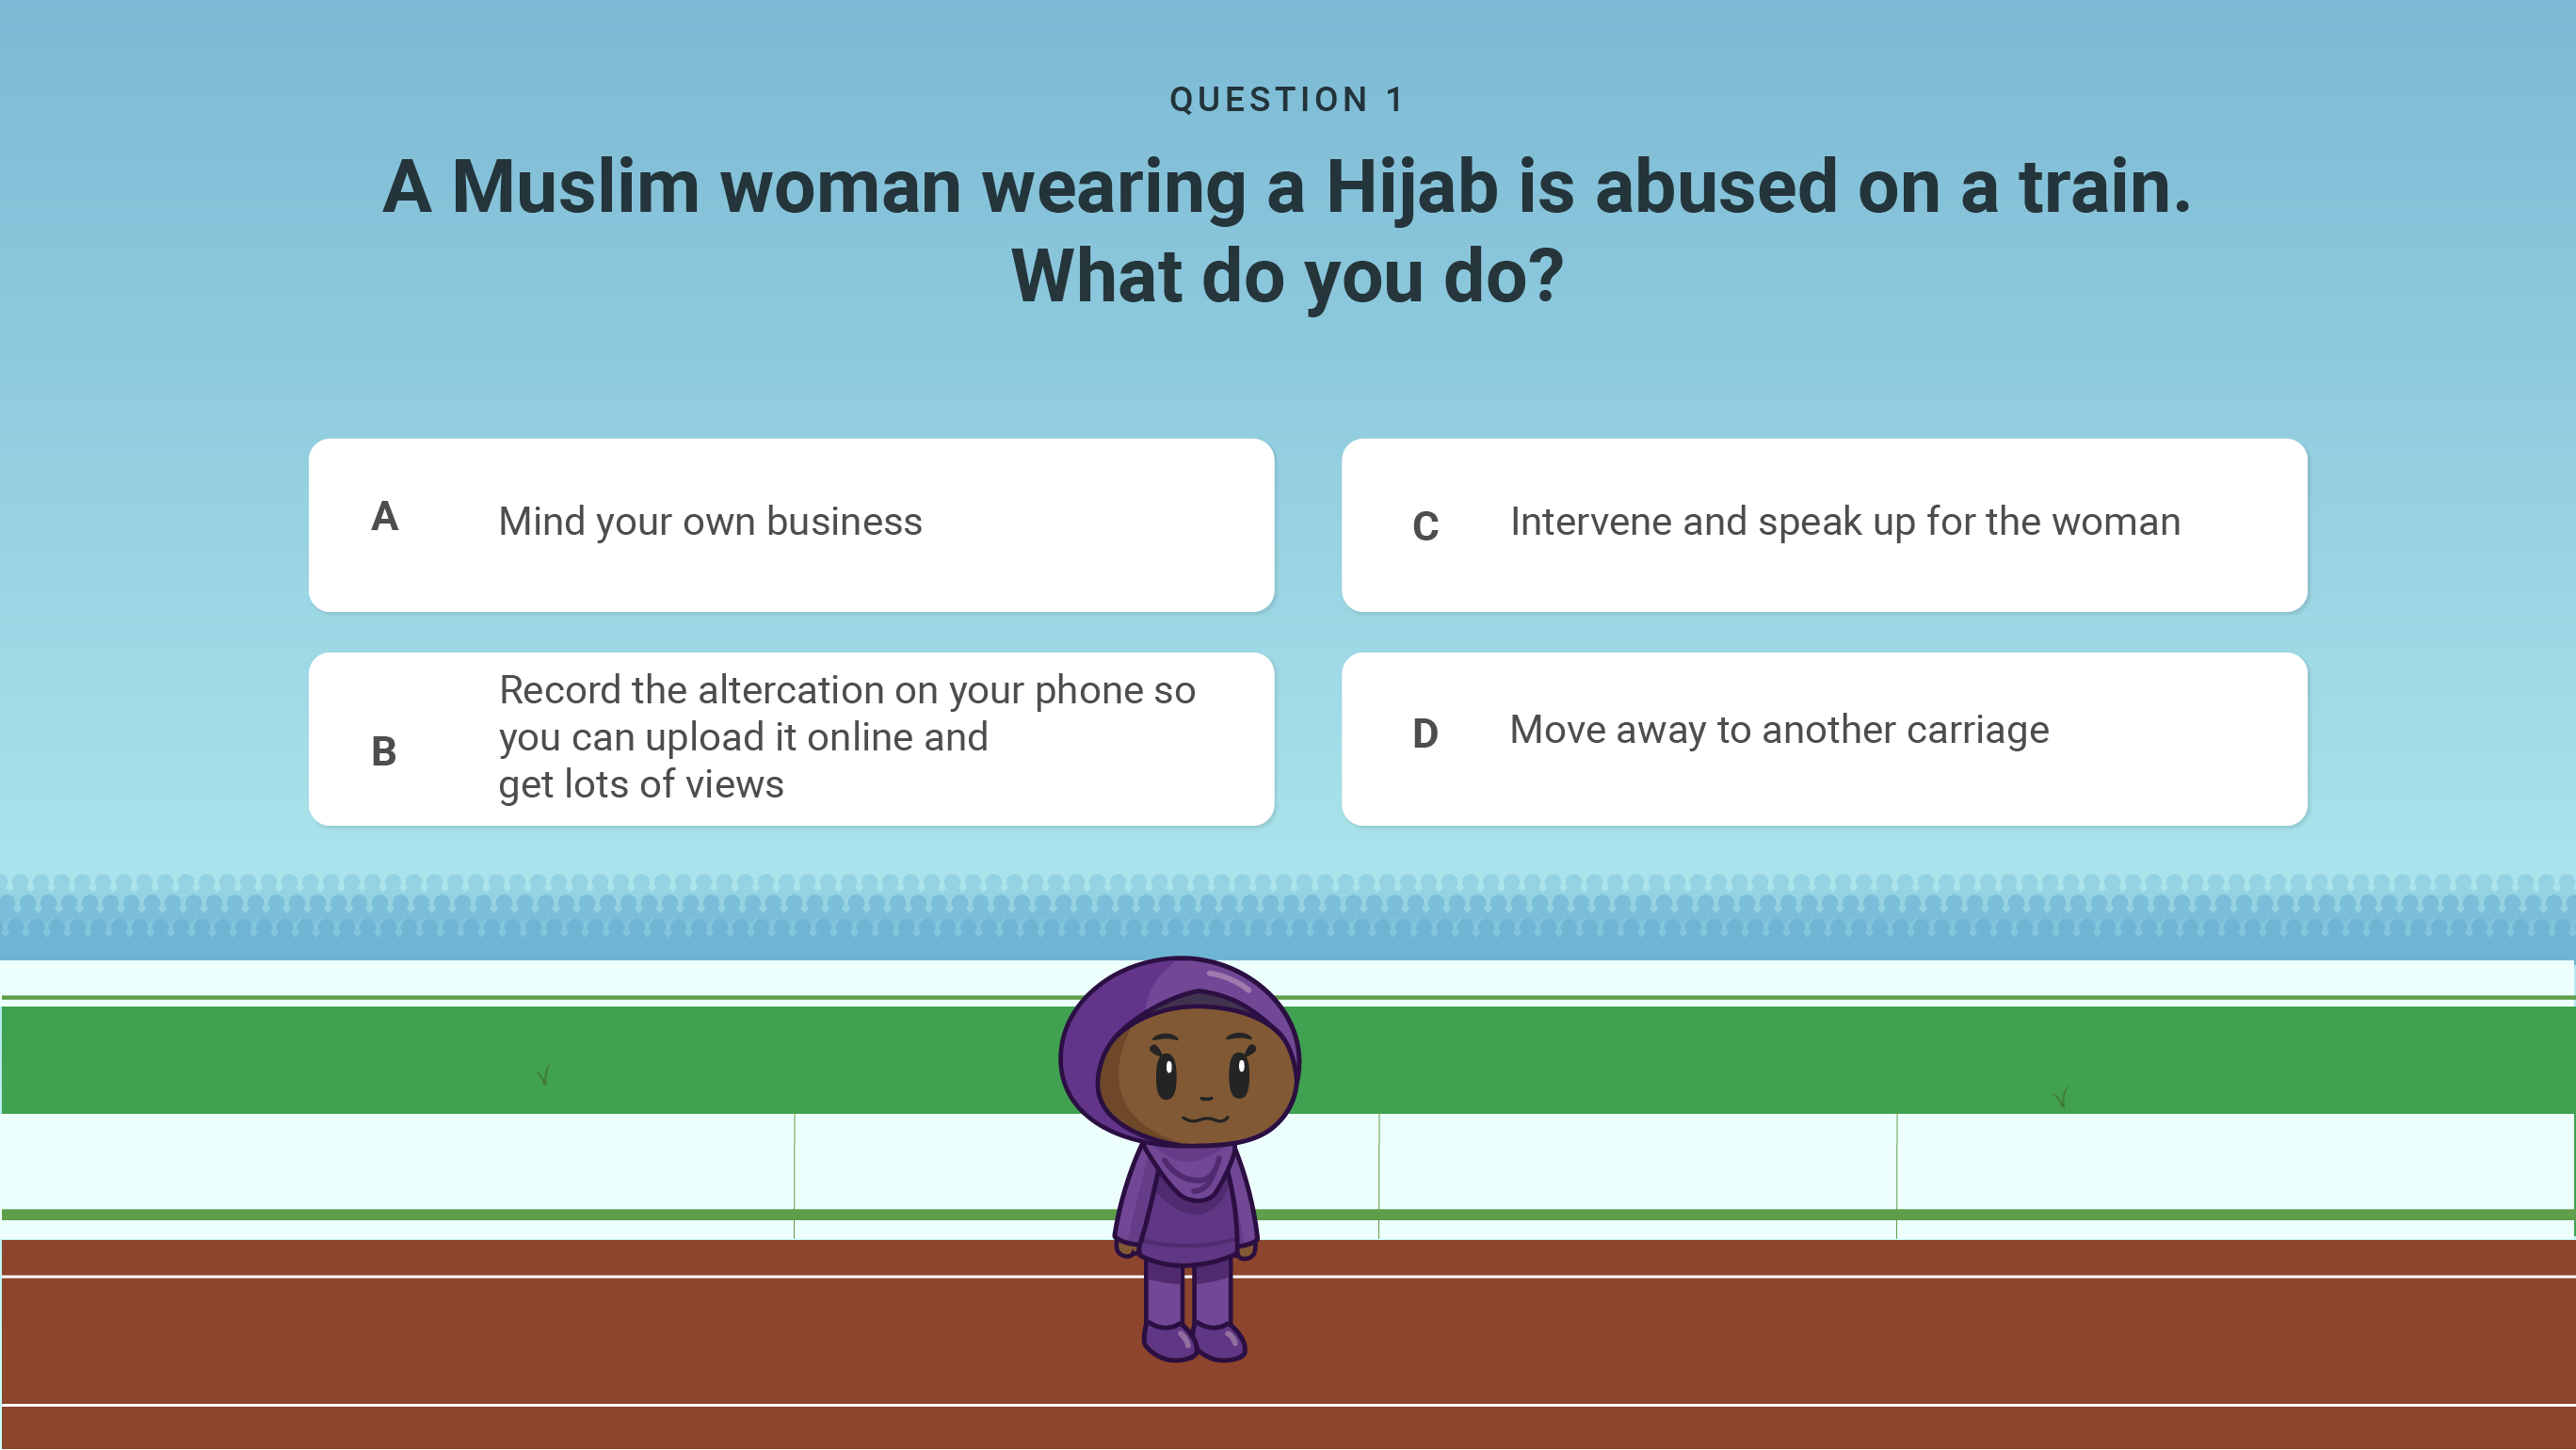 QUESTION 1
A Muslim woman wearing a Hijab is abused on a train.
What do you do?
A
Mind your own business
B
Record the altercation on your phone so
you can upload it online and
get lots of views
C
Intervene and speak up for the woman
D
Move away to another carriage